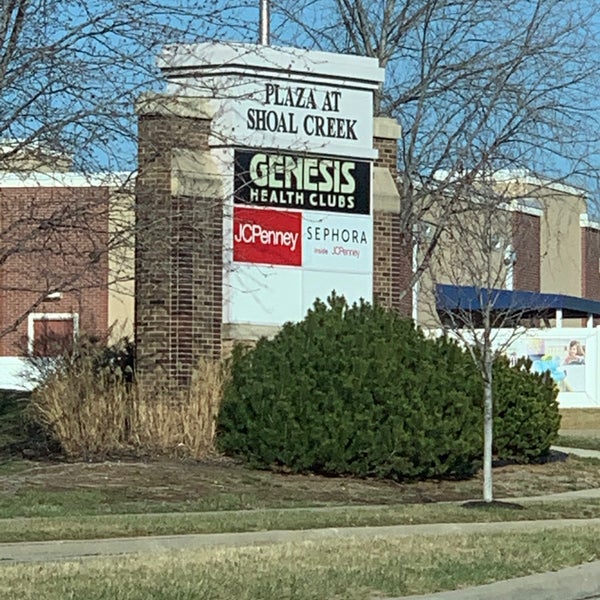 PLAZA AT
SHOAL CREEK
GENESIS
HEALTH CLUBS
JCPenney
SEPHORA
inside JCPenney